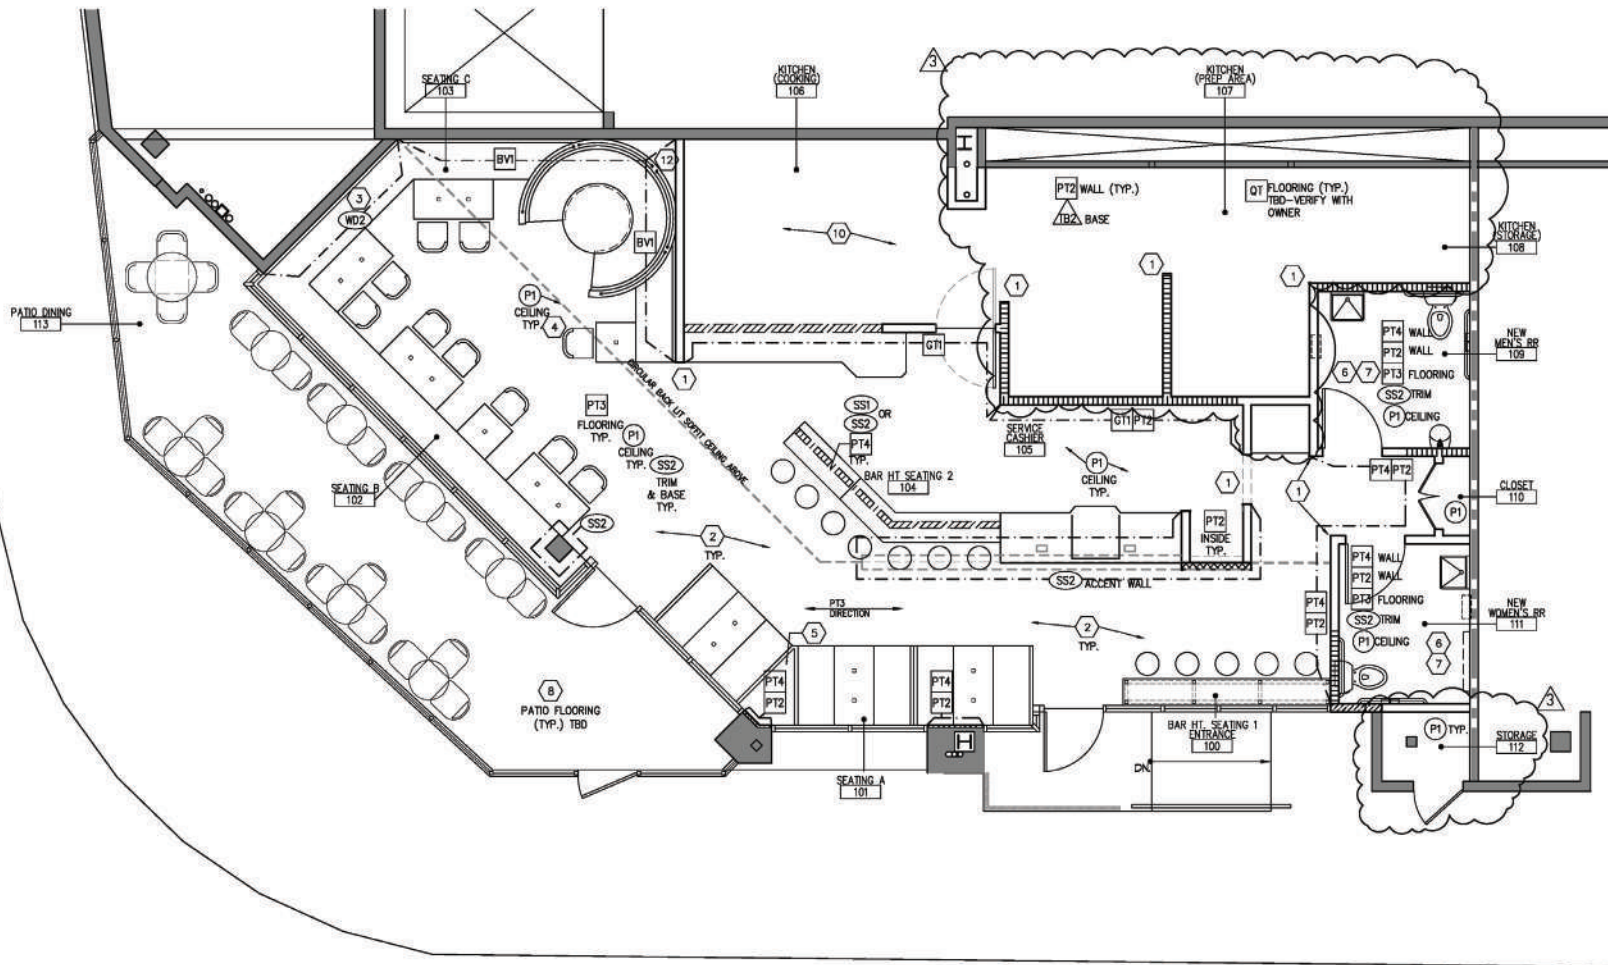 3
SEATING C
103
KITCHEN
(COOKING)
106
KITCHEN
(PREP AREA)
107
H
BV1
12
3
WD2
BV1
10
PT2 WALL (TYP.)
TB2 BASE
QT FLOORING (TYP.)
TBD-VERIFY WITH
OWNER
KITCHEN
(STORAGE)
108
1
1
1
P1
CEILING
TYP.
4
PATIO DINING
113
GT1
PT4 WALL
PT2 WALL
6 7 PT3 FLOORING
SS2 TRIM
P1 CEILING
NEW
MEN'S RR
109
1
CIRCULAR BACK LIT SOFFIT CEILING ABOVE
PT3
FLOORING
TYP.
P1
CEILING
TYP.
SS2
TRIM
& BASE
TYP.
SS1
OR
SS2
PT4
TYP.
BAR HT SEATING 2
104
SERVICE
CASHIER
105
GT1 PT2
P1
CEILING
TYP.
1
1
PT4 PT2
CLOSET
110
P1
SEATING B
102
SS2
2
TYP.
PT2
INSIDE
TYP.
SS2 ACCENT WALL
PT4 WALL
PT2 WALL
PT3 FLOORING
SS2 TRIM
P1 CEILING
6
7
NEW
WOMEN'S RR
111
PT4
PT2
PT3
DIRECTION
2
TYP.
5
PT4
PT2
PT4
PT2
8
PATIO FLOORING
(TYP.) TBD
BAR HT. SEATING 1
ENTRANCE
100
H
DN.
SEATING A
101
3
P1 TYP.
STORAGE
112